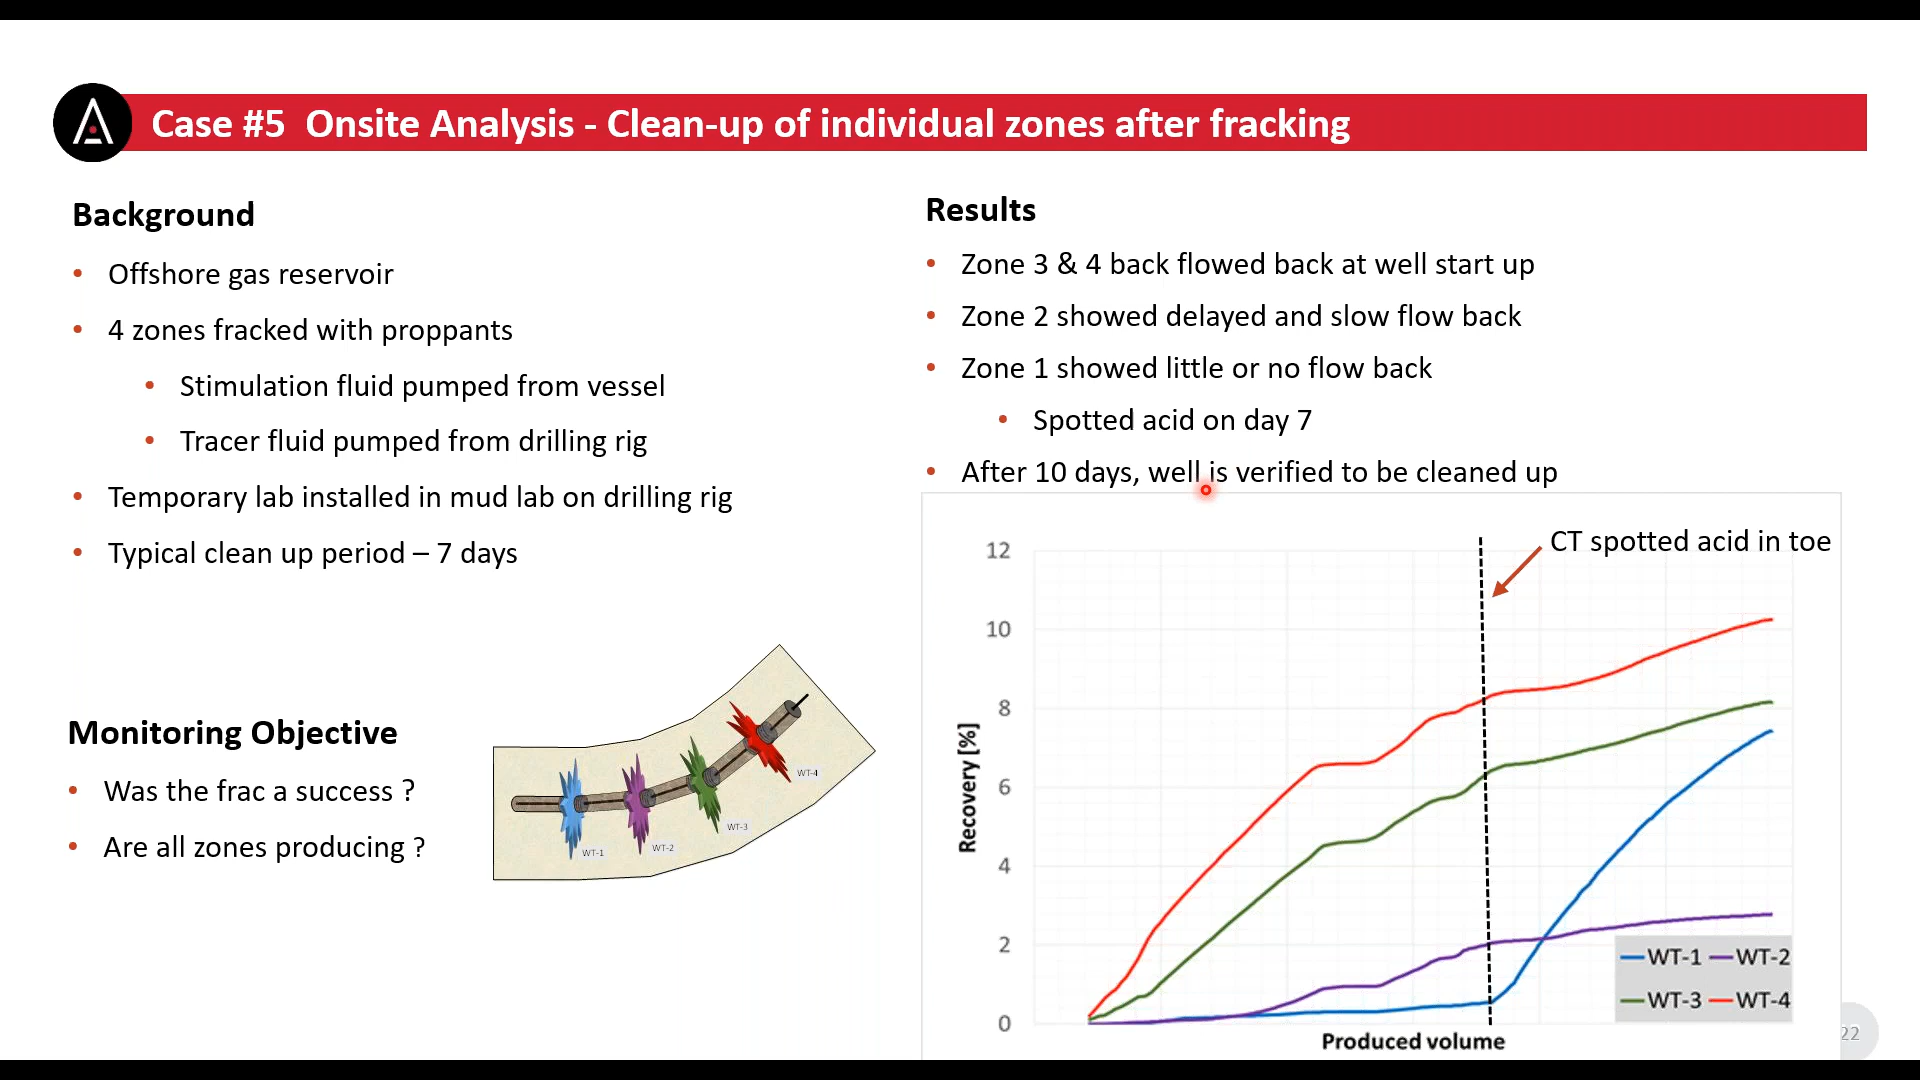 Case #5  Onsite Analysis - Clean-up of individual zones after fracking
Background
Offshore gas reservoir
4 zones fracked with proppants
Stimulation fluid pumped from vessel
Tracer fluid pumped from drilling rig
Temporary lab installed in mud lab on drilling rig
Typical clean up period – 7 days
Monitoring Objective
Was the frac a success ?
Are all zones producing ?
WT-1
WT-2
WT-3
WT-4
Results
Zone 3 & 4 back flowed back at well start up
Zone 2 showed delayed and slow flow back
Zone 1 showed little or no flow back
Spotted acid on day 7
After 10 days, well is verified to be cleaned up
CT spotted acid in toe
12
10
8
6
4
2
0
Recovery [%]
Produced volume
WT-1 WT-2
WT-3 WT-4
22